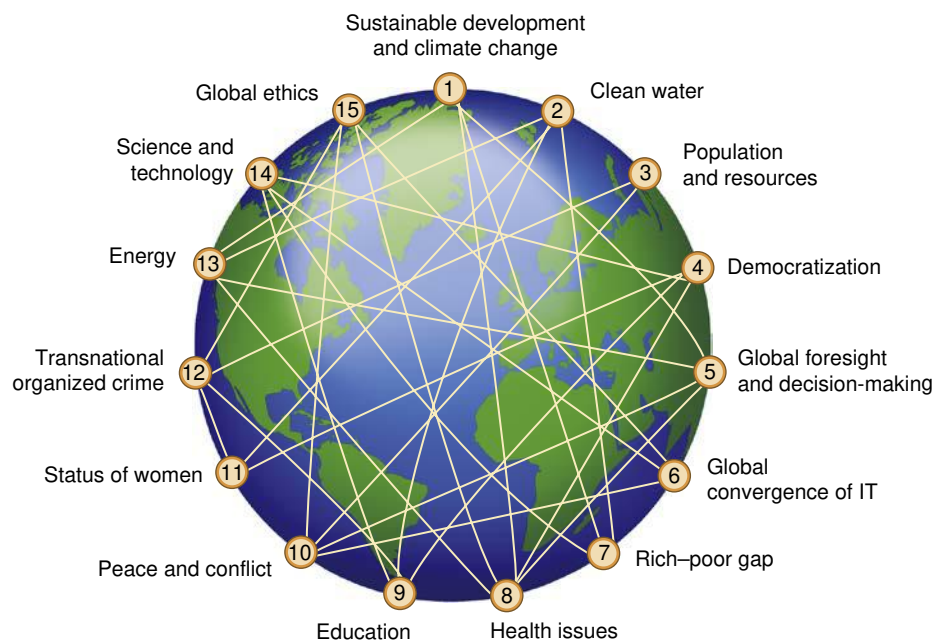 Sustainable development
and climate change
1
Clean water
2
Population
and resources
3
Democratization
4
Global foresight
and decision-making
5
Global
convergence of IT
6
Rich–poor gap
7
Health issues
8
Education
9
Peace and conflict
10
Status of women
11
Transnational
organized crime
12
Energy
13
Science and
technology
14
Global ethics
15